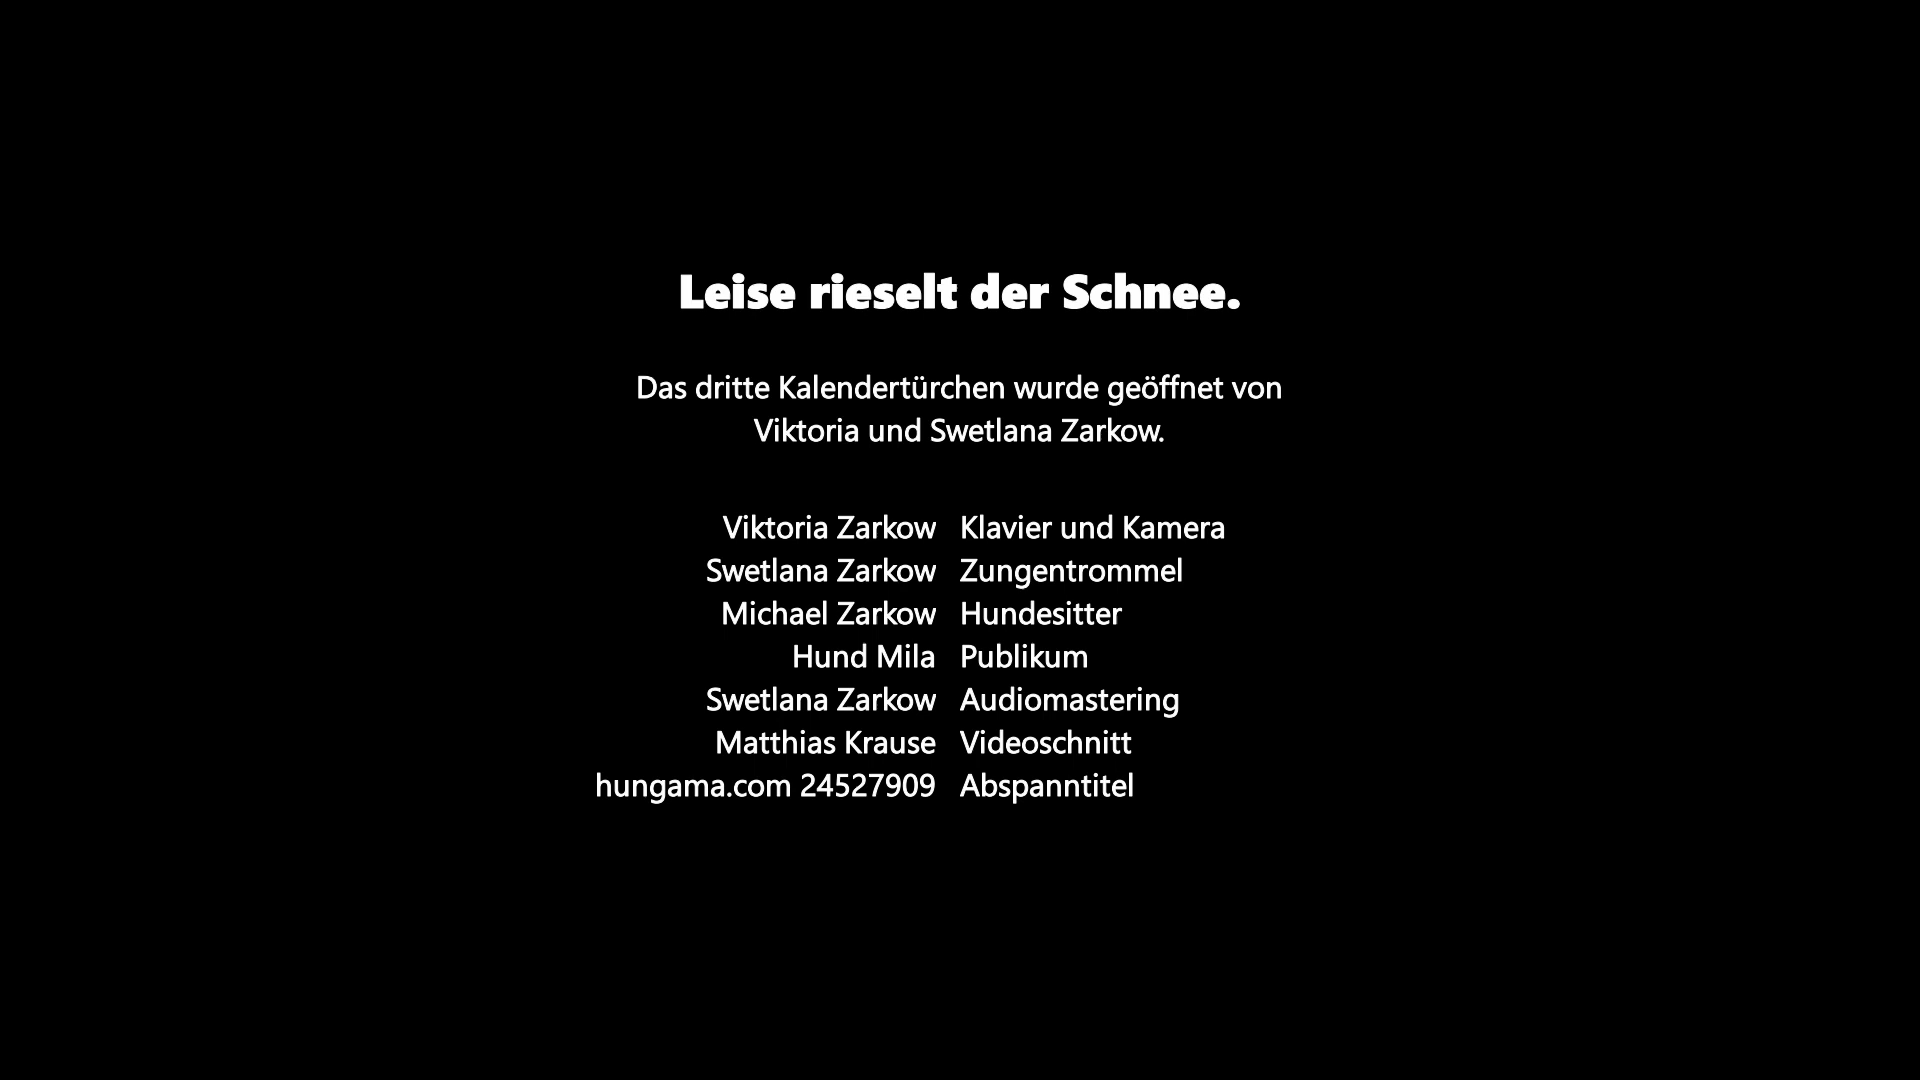 Leise rieselt der Schnee.
Das dritte Kalendertürchen wurde geöffnet von
Viktoria und Swetlana Zarkow.
Viktoria Zarkow Klavier und Kamera
Swetlana Zarkow Zungentrommel
Michael Zarkow Hundesitter
Hund Mila Publikum
Swetlana Zarkow Audiomastering
Matthias Krause Videoschnitt
hungama.com 24527909 Abspanntitel